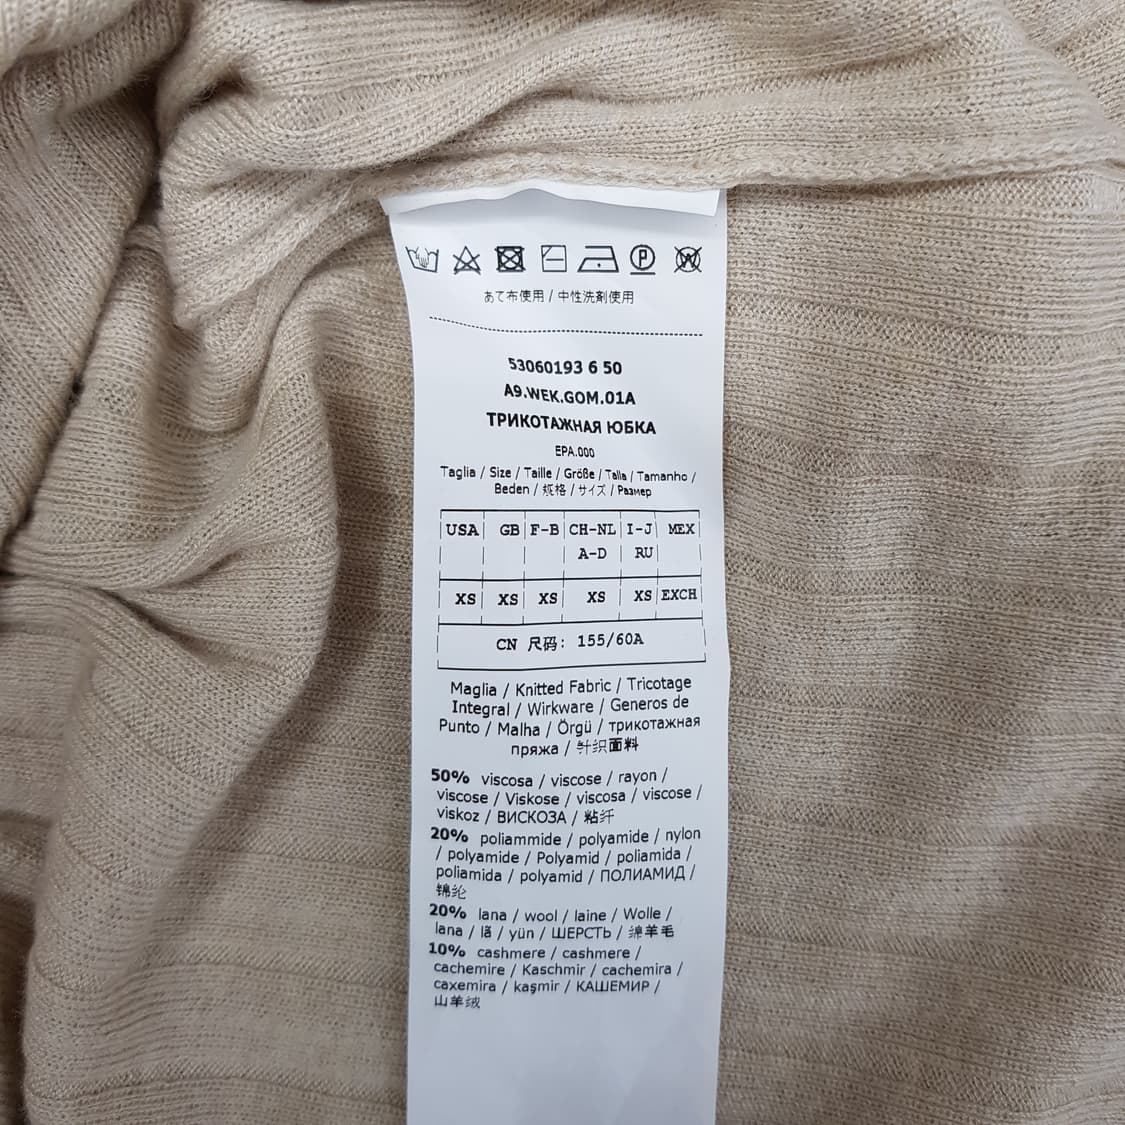 P W
あて布使用 / 中性洗剤使用
53060193 6 50
A9.WEK.GOM.01A
ТРИКОТАЖНАЯ ЮБКА
EPA.000
Taglia / Size / Taille / Größe / Talla / Tamanho /
Beden / 规格 / サイズ / Размер
USA GB F-B CH-NL I-J MEX
A-D RU
XS XS XS XS XS EXCH
CN 尺码: 155/60A
Maglia / Knitted Fabric / Tricotage
Integral / Wirkware / Generos de
Punto / Malha / Örgü / трикотажная
пряжа / 针织面料
50% viscosa / viscose / rayon /
viscose / Viskose / viscosa / viscose /
viskoz / ВИСКОЗА / 粘纤
20% poliammide / polyamide / nylon
/ polyamide / Polyamid / poliamida /
poliamida / polyamid / ПОЛИАМИД /
锦纶
20% lana / wool / laine / Wolle /
lana / lã / yün / ШЕРСТЬ / 绵羊毛
10% cashmere / cashmere /
cachemire / Kaschmir / cachemira /
caxemira / kaşmir / КАШЕМИР /
山羊绒